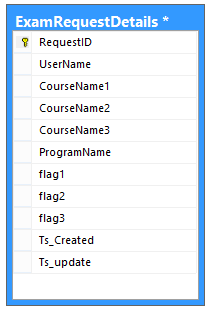 ExamRequestDetails *
RequestID
UserName
CourseName1
CourseName2
CourseName3
ProgramName
flag1
flag2
flag3
Ts_Created
Ts_update